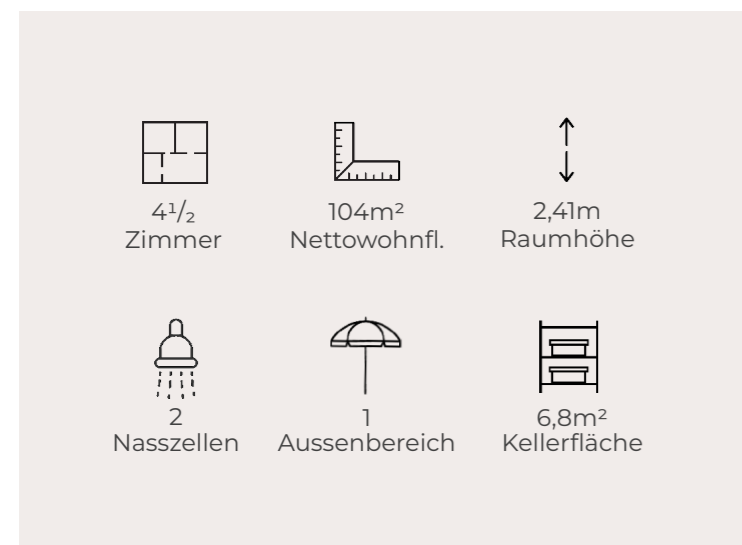 4¹/₂
Zimmer
104m²
Nettowohnfl.
2,41m
Raumhöhe
2
Nasszellen
1
Aussenbereich
6,8m²
Kellerfläche